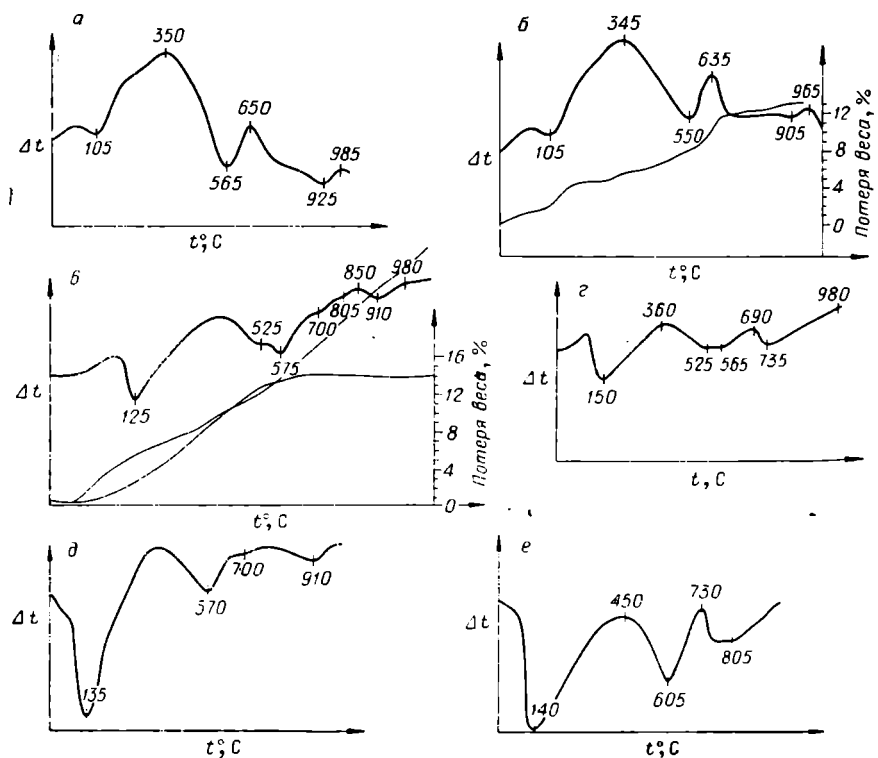 а
350
650
985
105
565
925
Δt
t°, C
б
345
635
965
105
550
905
Δt
12
8
4
0
Потеря веса, %
t°, C
в
850
980
525
700
805
910
575
125
Δt
16
12
8
4
0
Потеря веса, %
t°, C
г
360
690
980
525
565
735
150
Δt
t, C
д
700
570
910
135
Δt
t°, C
е
450
730
605
805
140
Δt
t°, C